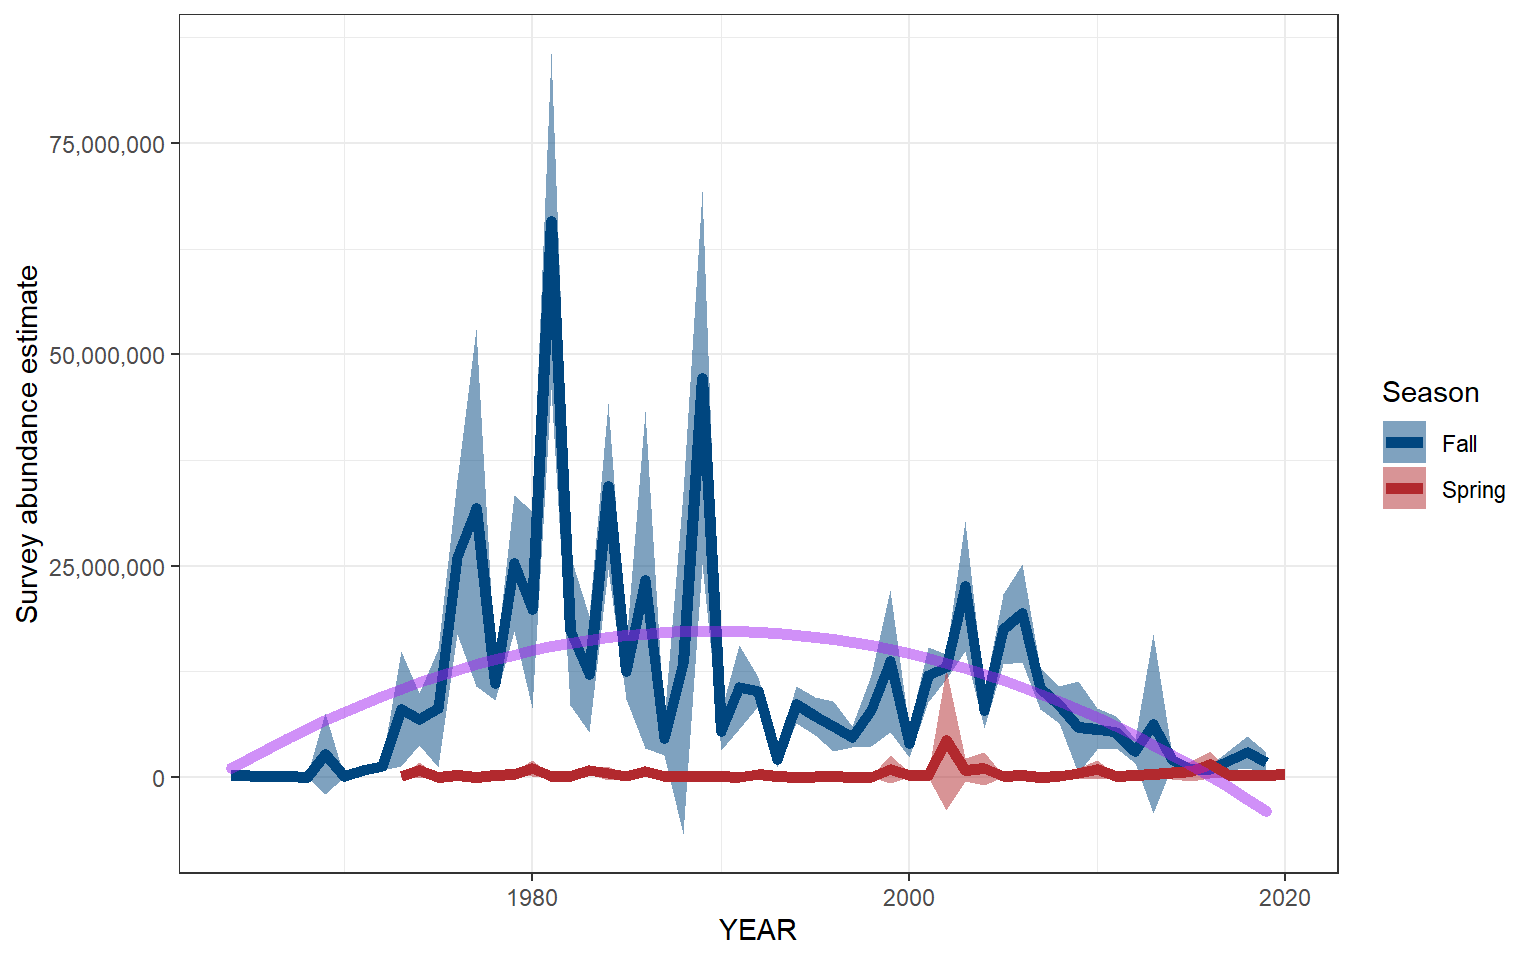 Survey abundance estimate
75,000,000
50,000,000
25,000,000
0
1980
2000
2020
YEAR
Season
Fall
Spring